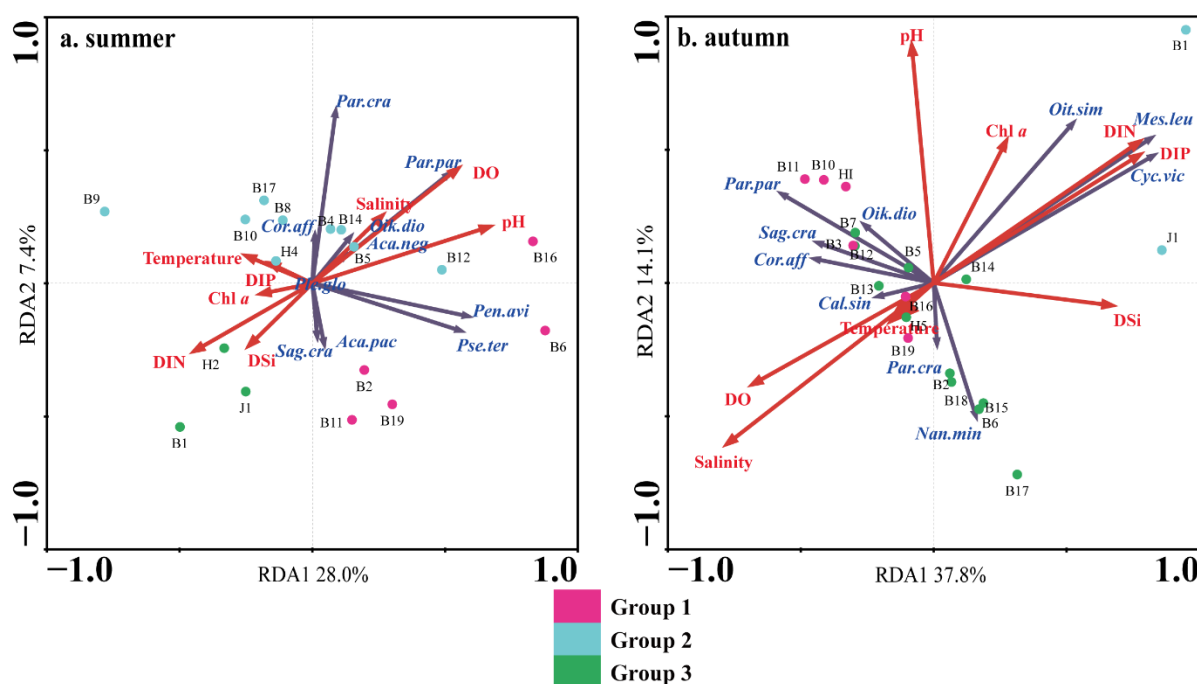 a. summer
1.0
RDA2 7.4%
−1.0
Par.cra
Par.par
DO
Salinity
pH
B9
B17
B8
B10
Cor.aff
B4
B14
Oik.dio
Aca.neg
B5
B16
H4
B12
Temperature
DIP
Chl a
Pen.avi
Pse.ter
B6
DIN
DSi
Sag.cra
Aca.pac
H2
B2
J1
B11
B19
B1
−1.0
RDA1 28.0%
1.0
b. autumn
1.0
RDA2 14.1%
−1.0
pH
B1
Chl a
Oit.sim
DIN
Mes.leu
DIP
Cyc.vic
B11
B10
HI
Par.par
Oik.dio
B7
Sag.cra
B3
B12
Cor.aff
B5
B14
J1
B13
Cal.sin
B16
DSi
Temperature
H5
B19
Par.cra
B2
B18
B15
B6
DO
Nan.min
Salinity
B17
−1.0
RDA1 37.8%
1.0
Group 1
Group 2
Group 3